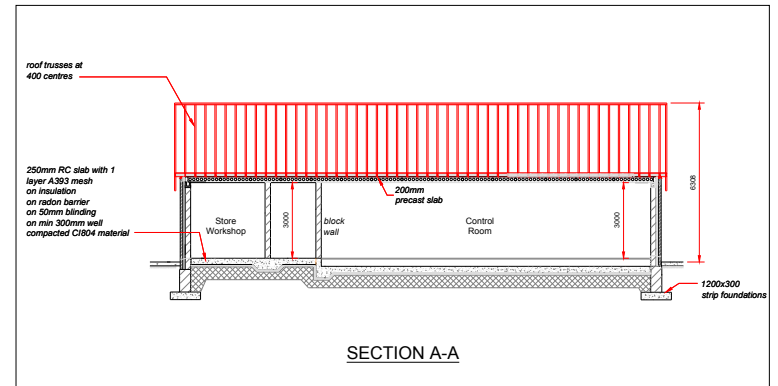 roof trusses at
400 centres
250mm RC slab with 1
layer A393 mesh
on insulation
on radon barrier
on 50mm blinding
on min 300mm well
compacted Cl804 material
Store
Workshop
3000
block
wall
200mm
precast slab
Control
Room
3000
6308
1200x300
strip foundations
SECTION A-A